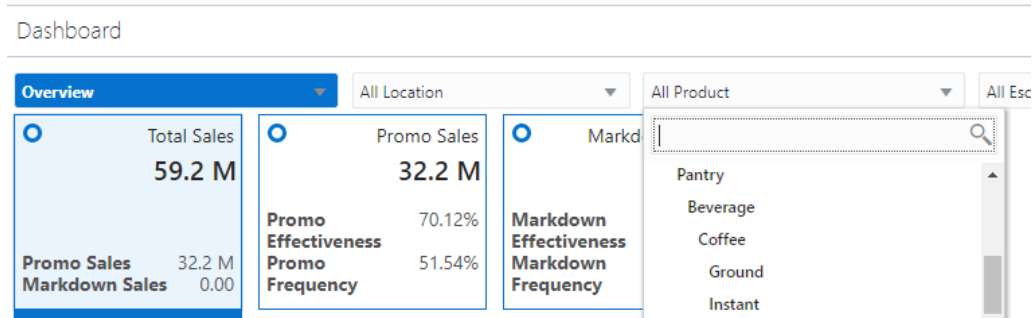 Dashboard
Overview
All Location
All Product
All Esc
Total Sales
59.2 M
Promo Sales 32.2 M
Markdown Sales 0.00
Promo Sales
32.2 M
Promo Effectiveness 70.12%
Promo Frequency 51.54%
Markd
Markdown
Effectiveness
Markdown
Frequency
Pantry
Beverage
Coffee
Ground
Instant